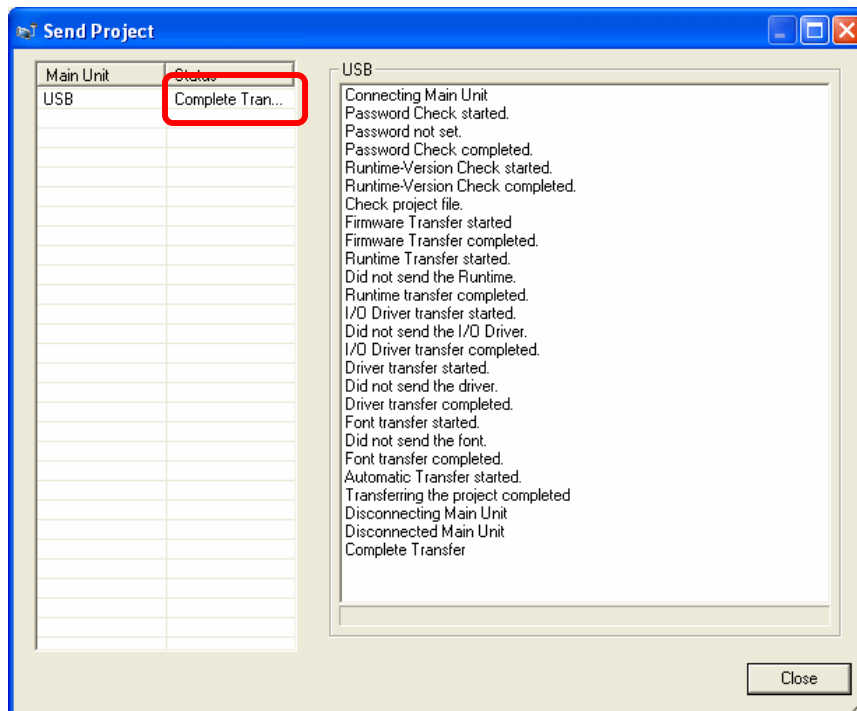 Send Project
Main Unit Status
USB Complete Tran...
USB
Connecting Main Unit
Password Check started.
Password not set.
Password Check completed.
Runtime-Version Check started.
Runtime-Version Check completed.
Check project file.
Firmware Transfer started
Firmware Transfer completed.
Runtime Transfer started.
Did not send the Runtime.
Runtime transfer completed.
I/O Driver transfer started.
Did not send the I/O Driver.
I/O Driver transfer completed.
Driver transfer started.
Did not send the driver.
Driver transfer completed.
Font transfer started.
Did not send the font.
Font transfer completed.
Automatic Transfer started.
Transferring the project completed
Disconnecting Main Unit
Disconnected Main Unit
Complete Transfer
Close